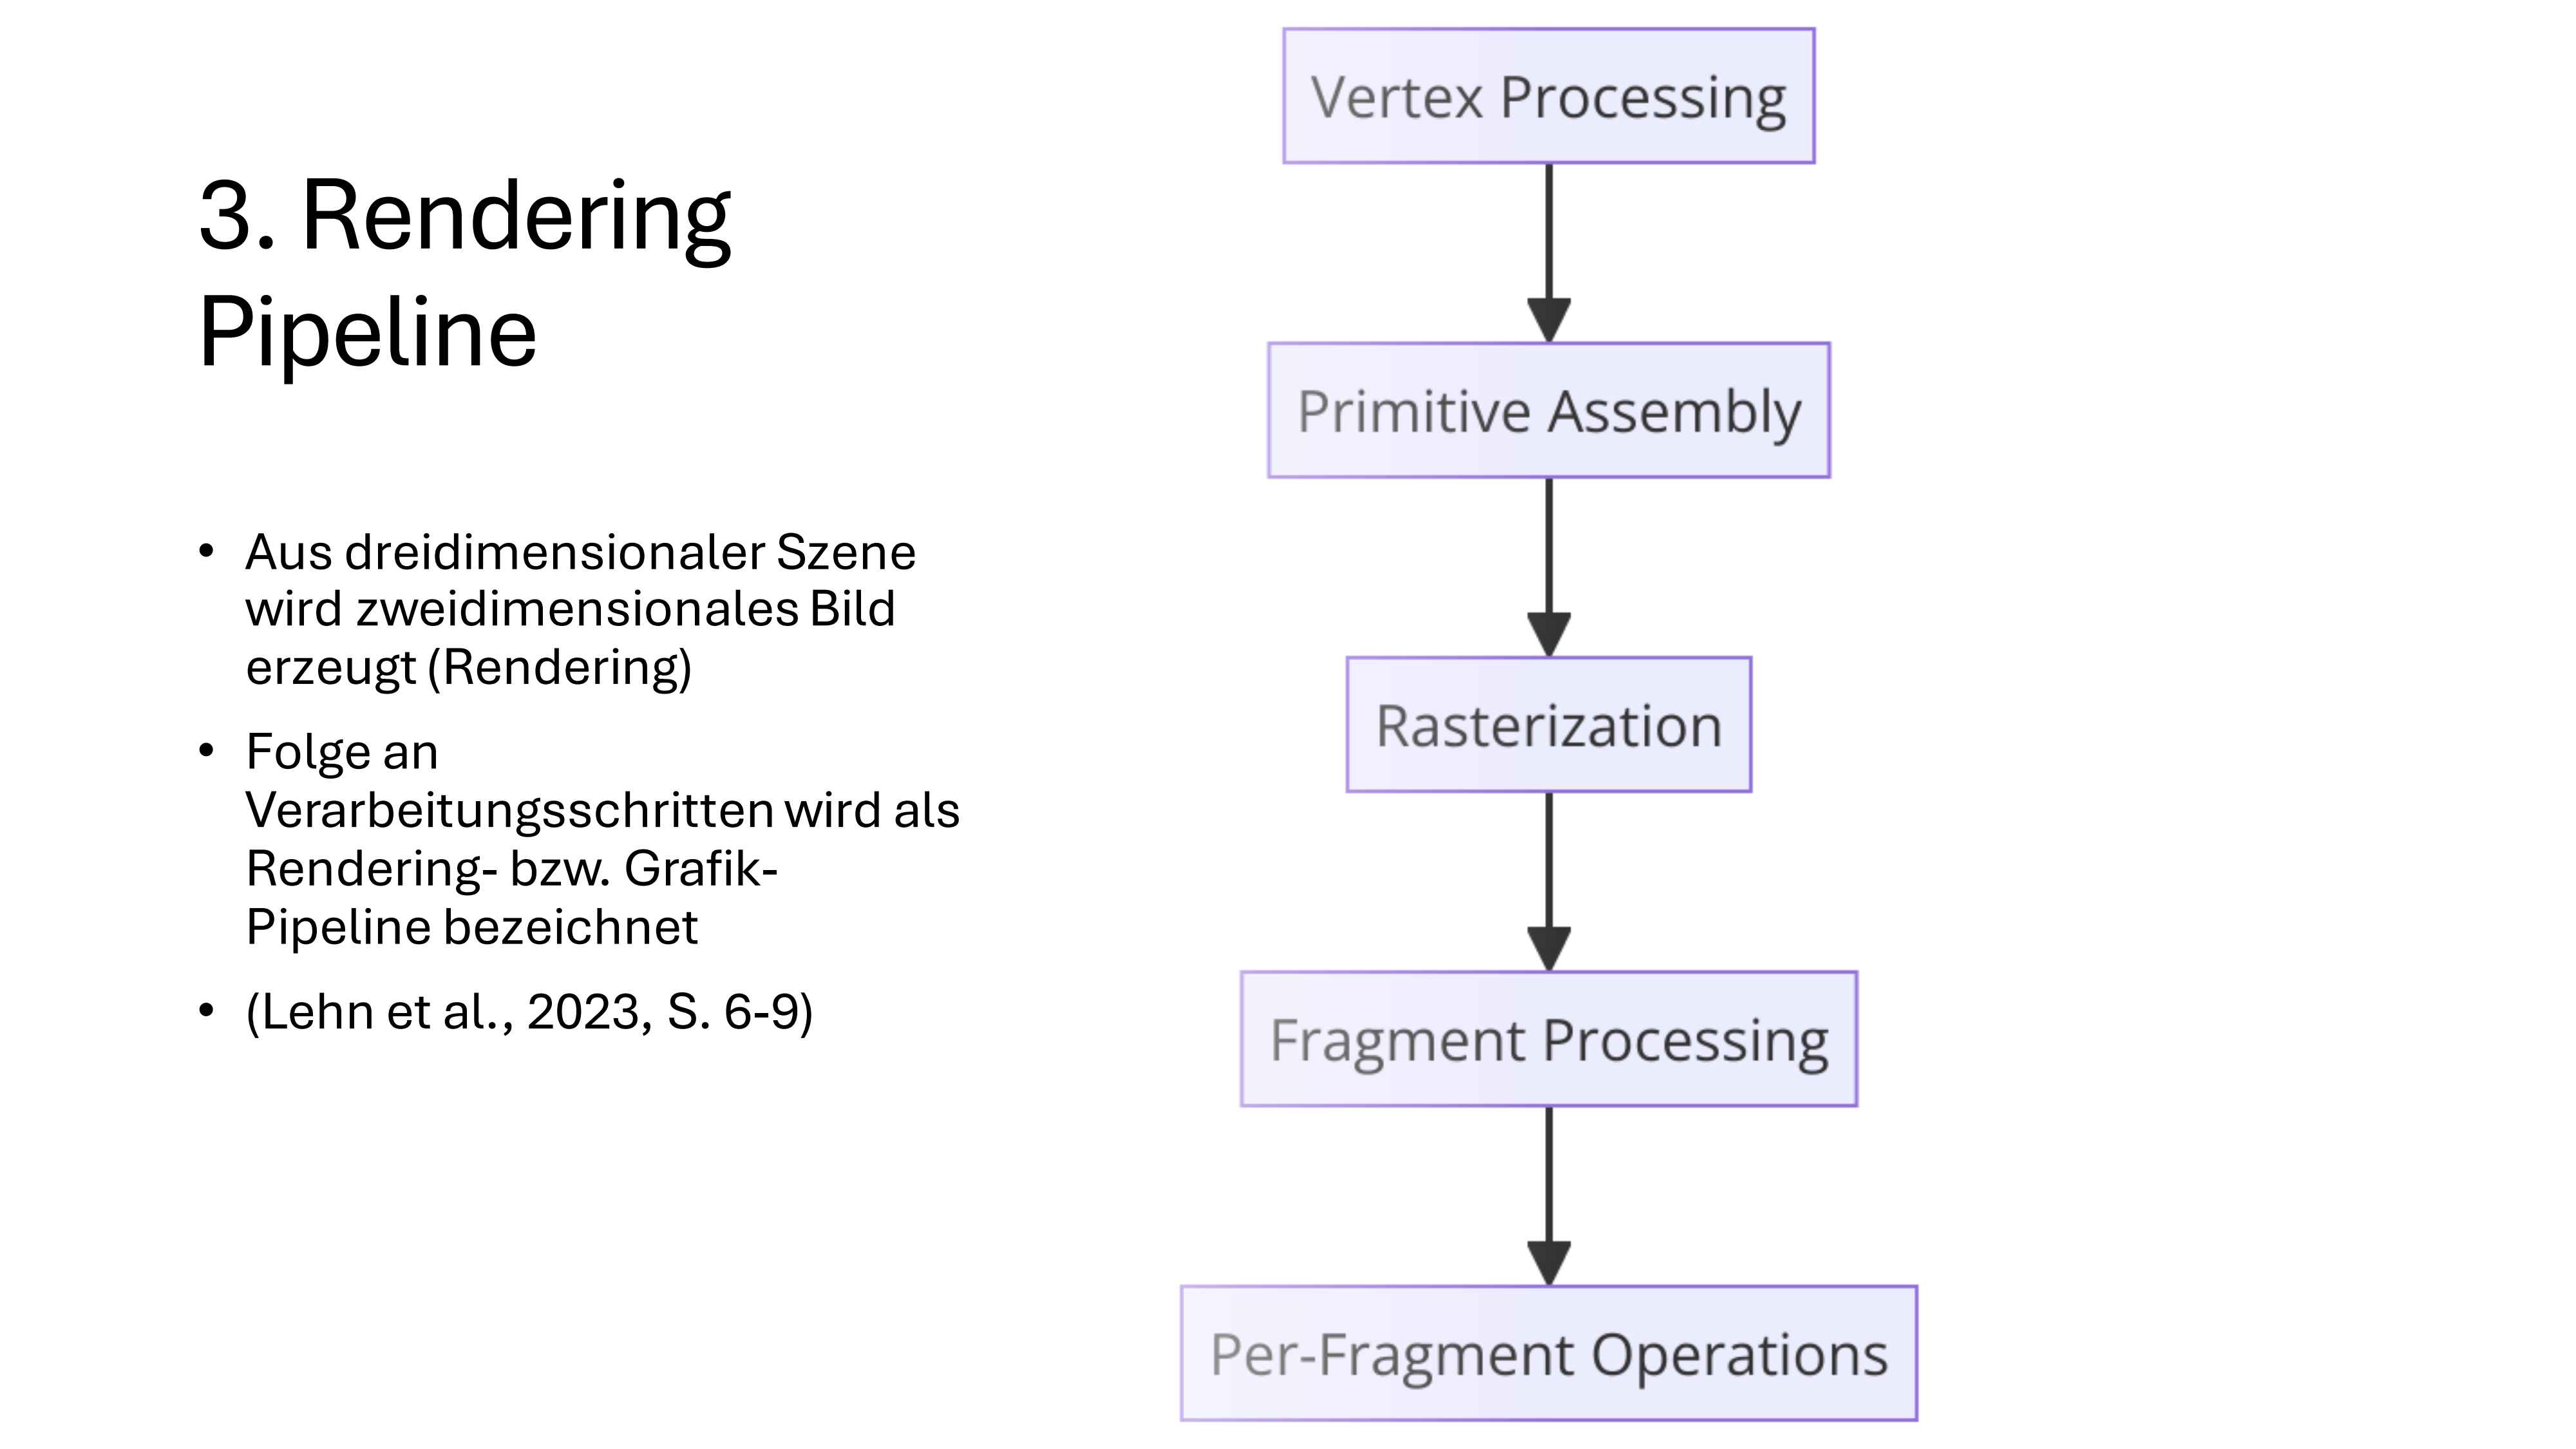 3. Rendering
Pipeline
• Aus dreidimensionaler Szene
wird zweidimensionales Bild
erzeugt (Rendering)
• Folge an
Verarbeitungsschritten wird als
Rendering- bzw. Grafik-
Pipeline bezeichnet
• (Lehn et al., 2023, S. 6-9)
Vertex Processing
Primitive Assembly
Rasterization
Fragment Processing
Per-Fragment Operations